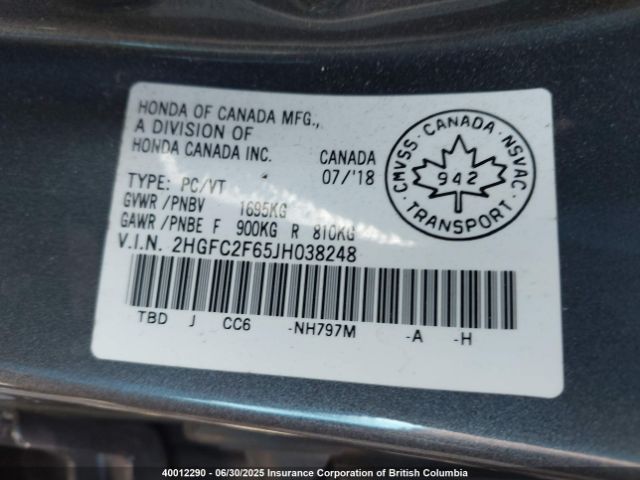 HONDA OF CANADA MFG.,
A DIVISION OF
HONDA CANADA INC.
CANADA
07/'18
CMVSS · CANADA · NSVAC
942
TRANSPORT
TYPE: PC/VT
GVWR/PNBV 1695KG
GAWR/PNBE F 900KG R 810KG
V.I.N. 2HGFC2F65JH038248
TBD J CC6 -NH797M -A -H
40012290 - 06/30/2025 Insurance Corporation of British Columbia